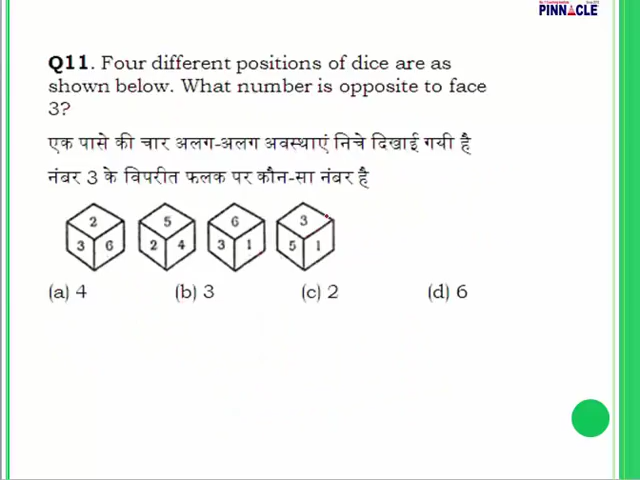 PINNACLE
Q11. Four different positions of dice are as
shown below. What number is opposite to face
3?
एक पासे की चार अलग-अलग अवस्थाएं निचे दिखाई गयी है
नंबर 3 के विपरीत फलक पर कौन-सा नंबर है
2 5 6 3
3 6 2 4 3 1 5 1
(a) 4 (b) 3 (c) 2 (d) 6